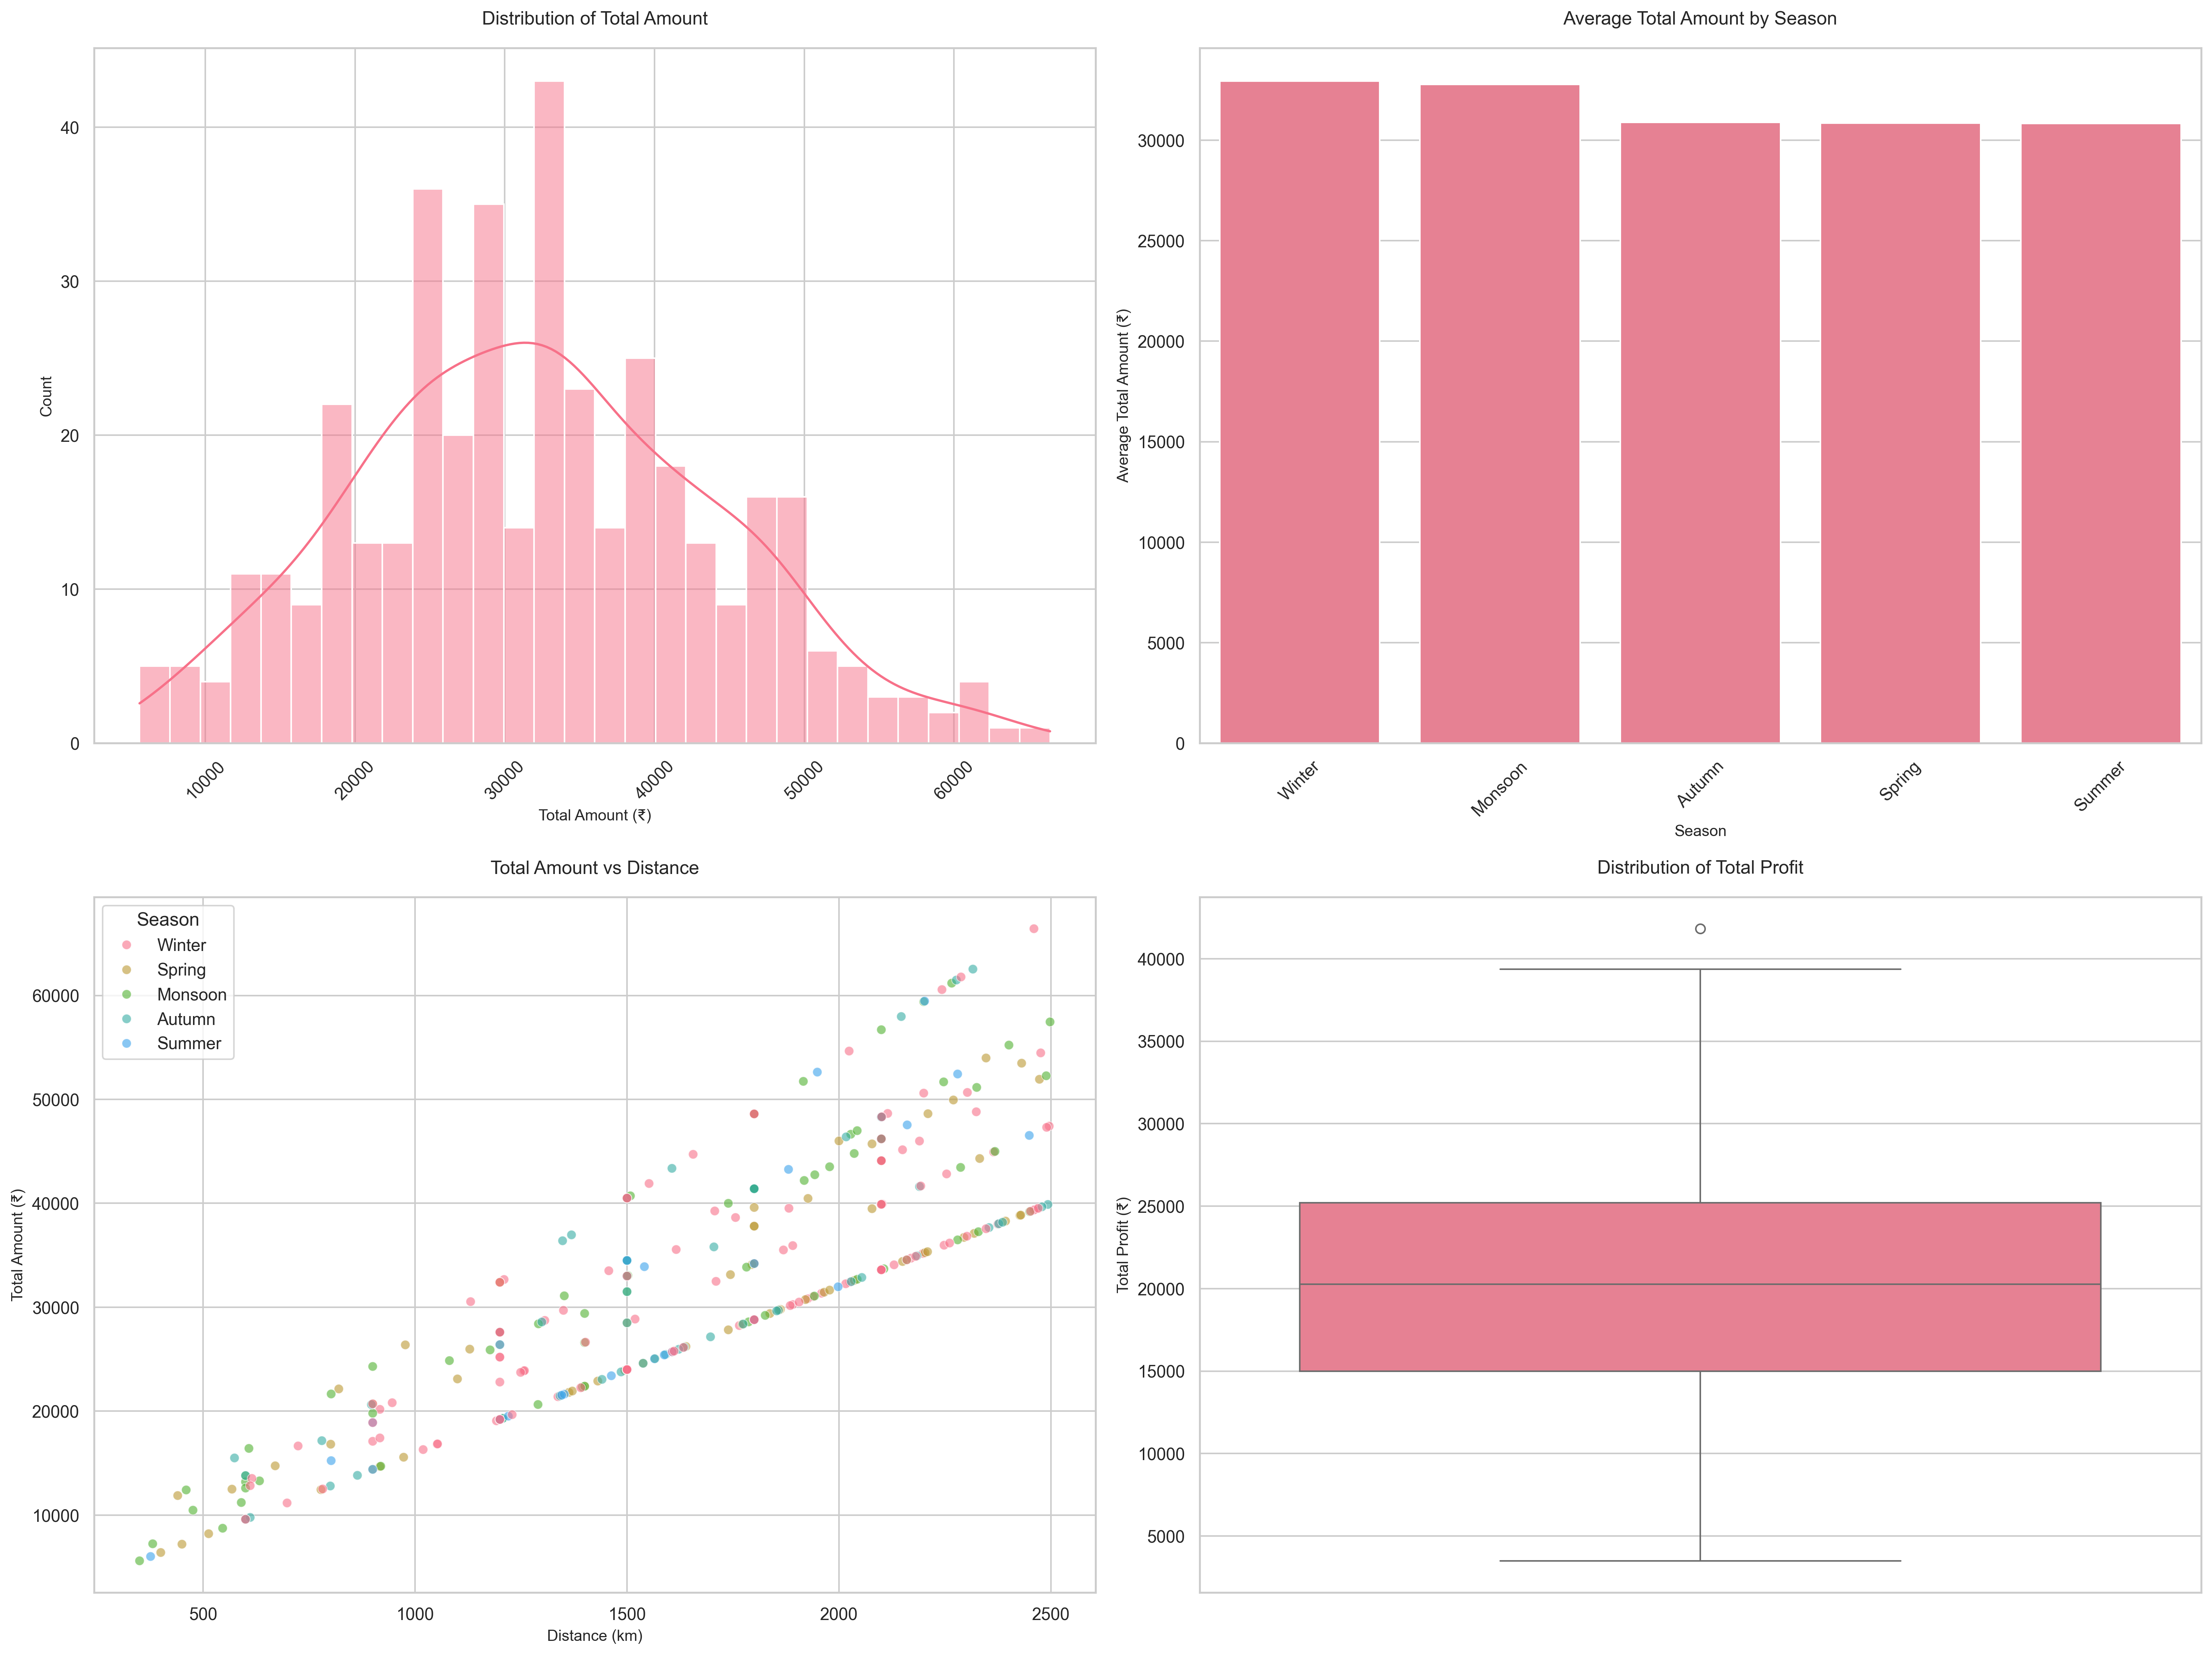 Distribution of Total Amount
Count
40
30
20
10
0
10000
20000
30000
40000
50000
60000
Total Amount (₹)
Average Total Amount by Season
Average Total Amount (₹)
30000
25000
20000
15000
10000
5000
0
Winter
Monsoon
Autumn
Spring
Summer
Season
Total Amount vs Distance
Season
Winter
Spring
Monsoon
Autumn
Summer
Total Amount (₹)
60000
50000
40000
30000
20000
10000
500
1000
1500
2000
2500
Distance (km)
Distribution of Total Profit
Total Profit (₹)
40000
35000
30000
25000
20000
15000
10000
5000